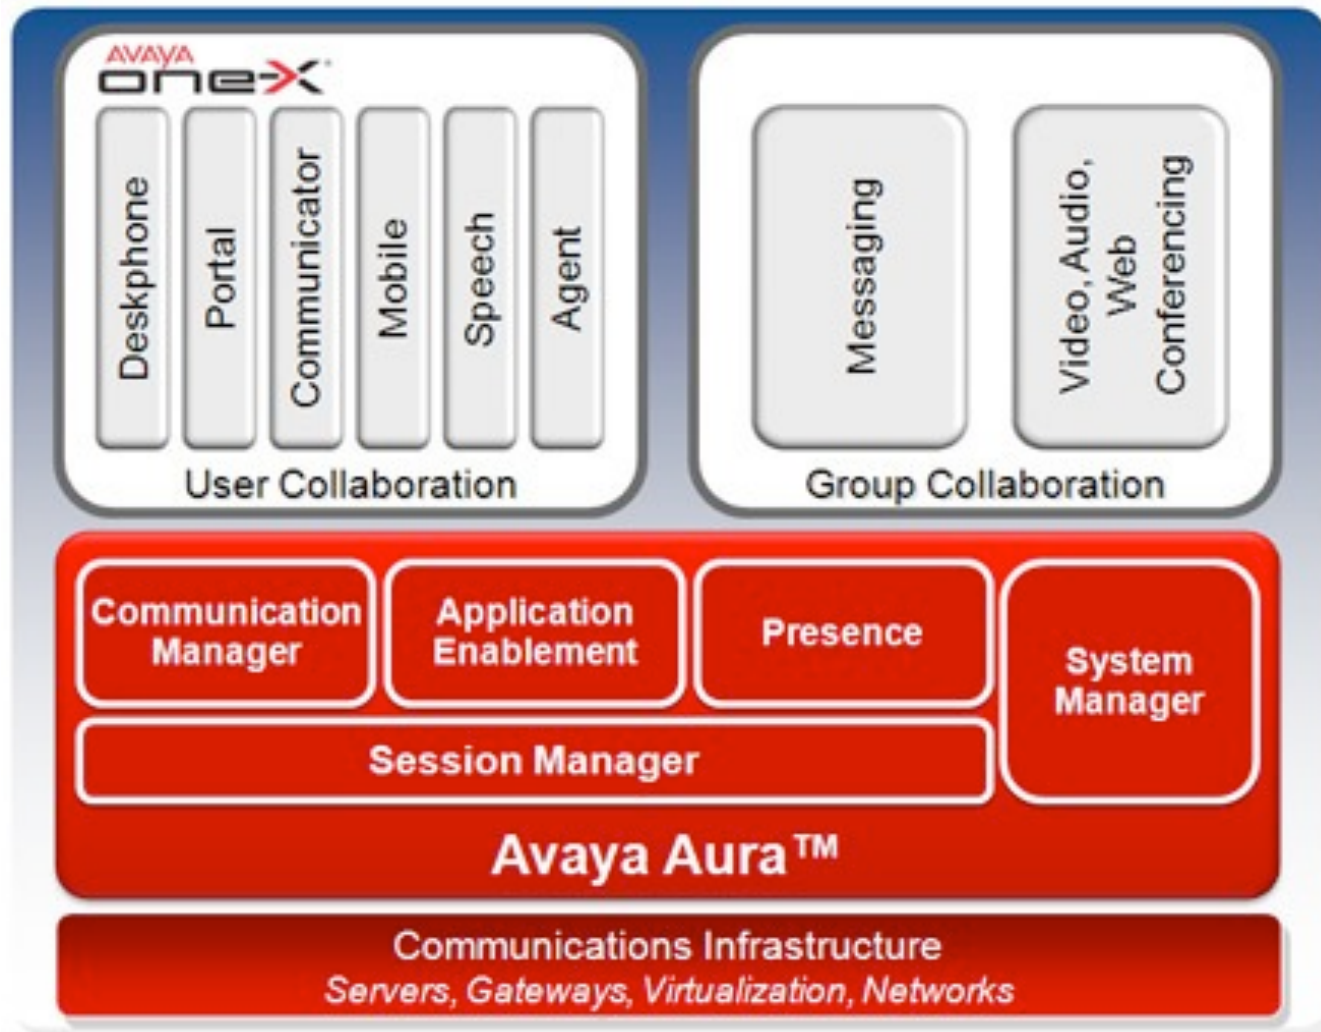 AVAYA
one-X
Deskphone
Portal
Communicator
Mobile
Speech
Agent
User Collaboration
Messaging
Video, Audio,
Web
Conferencing
Group Collaboration
Communication
Manager
Application
Enablement
Presence
System
Manager
Session Manager
Avaya Aura™
Communications Infrastructure
Servers, Gateways, Virtualization, Networks